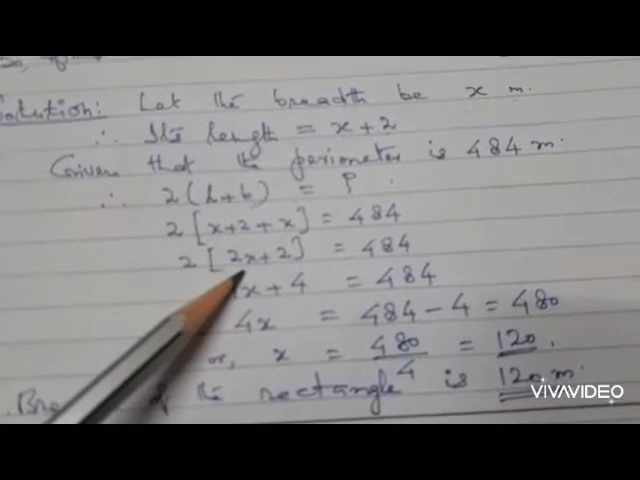 Solution: Let the breadth be x m.
∴ the length = x+2
Given that the perimeter is 484 m.
∴ 2(l+b) = P.
2[x+2+x] = 484
2[2x+2] = 484
x + 4 = 484
4x = 484 - 4 = 480
or, x = 480/4 = 120.
the rectangle is 120 m.
VIVAVIDEO